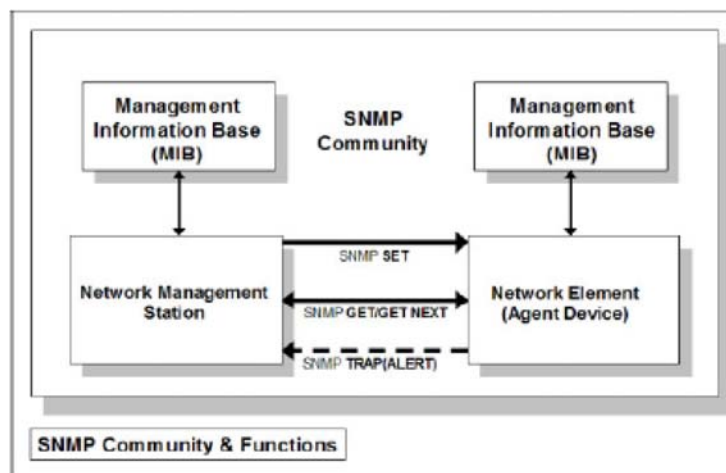 Management
Information Base
(MIB)
SNMP
Community
Management
Information Base
(MIB)
Network Management
Station
SNMP SET
SNMP GET/GET NEXT
SNMP TRAP(ALERT)
Network Element
(Agent Device)
SNMP Community & Functions